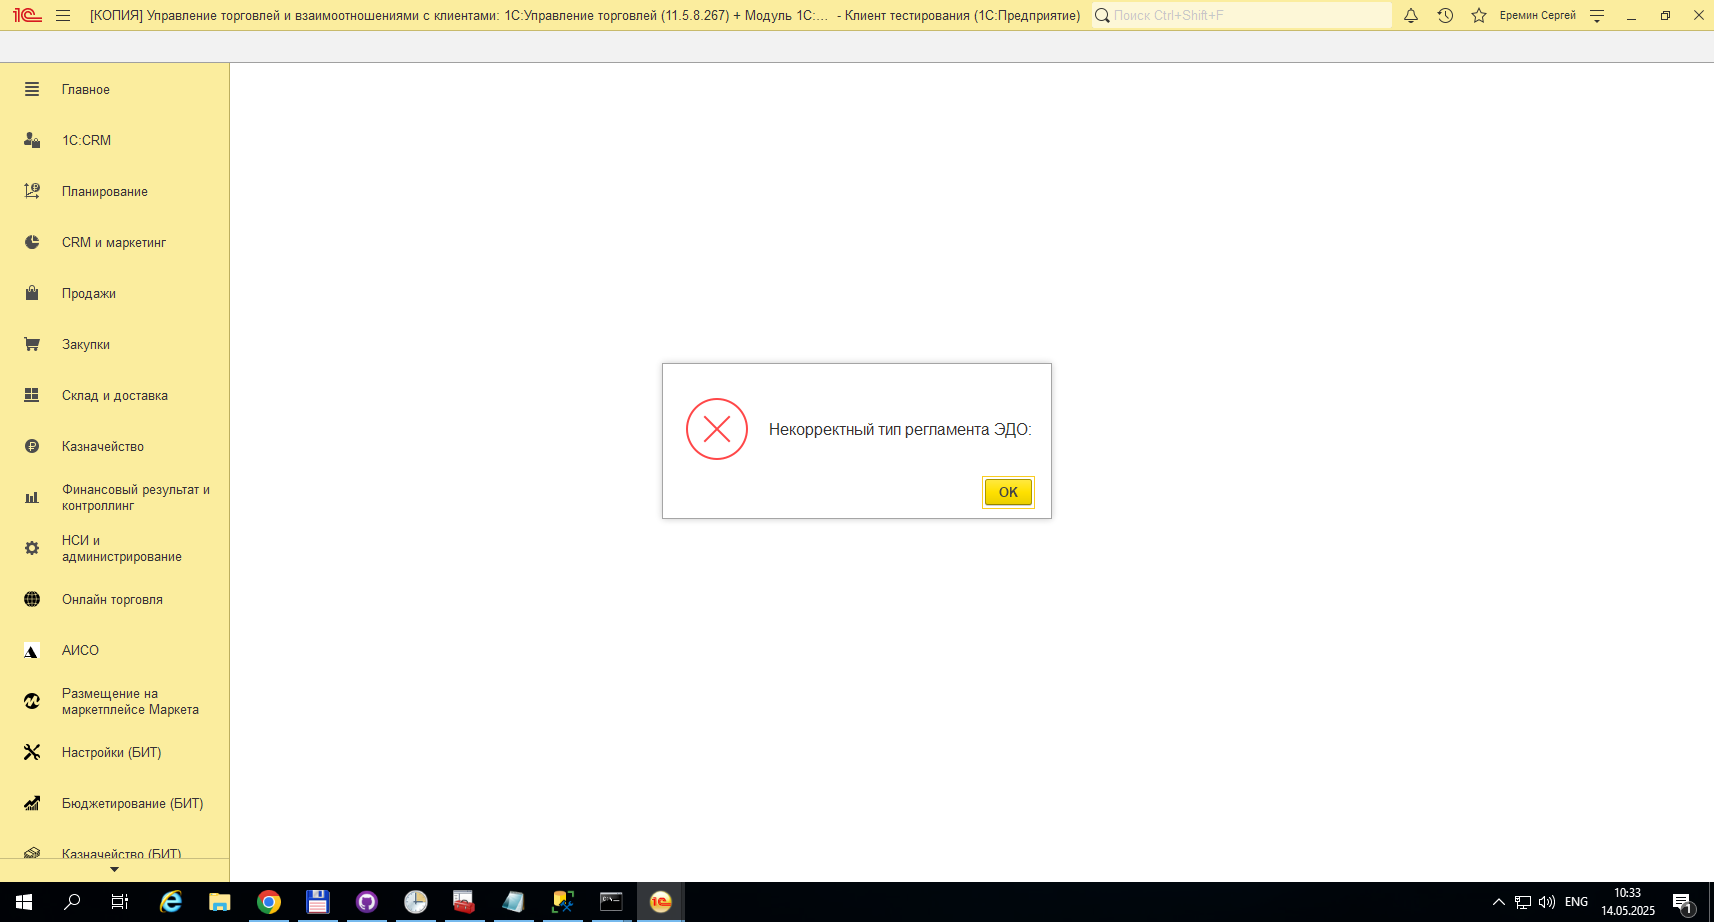 [КОПИЯ] Управление торговлей и взаимоотношениями с клиентами: 1С:Управление торговлей (11.5.8.267) + Модуль 1С:... - Клиент тестирования (1С:Предприятие)
Поиск Ctrl+Shift+F
Еремин Сергей
Главное
1С:CRM
Планирование
CRM и маркетинг
Продажи
Закупки
Склад и доставка
Казначейство
Финансовый результат и
контроллинг
НСИ и
администрирование
Онлайн торговля
АИСО
Размещение на
маркетплейсе Маркета
Настройки (БИТ)
Бюджетирование (БИТ)
Казначейство (БИТ)
Некорректный тип регламента ЭДО:
OK
ENG
10:33
14.05.2025
1